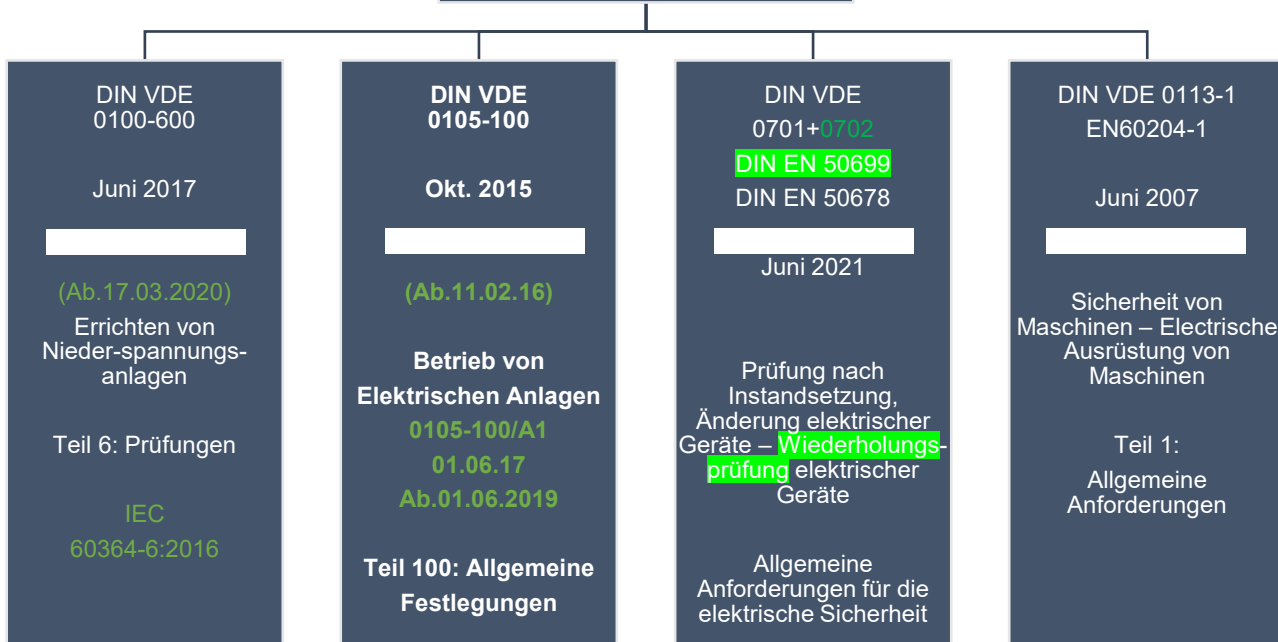 DIN VDE
0100-600
Juni 2017
(Ab.17.03.2020)
Errichten von
Nieder-spannungs-
anlagen
Teil 6: Prüfungen
IEC
60364-6:2016
DIN VDE
0105-100
Okt. 2015
(Ab.11.02.16)
Betrieb von
Elektrischen Anlagen
0105-100/A1
01.06.17
Ab.01.06.2019
Teil 100: Allgemeine
Festlegungen
DIN VDE
0701+0702
DIN EN 50699
DIN EN 50678
Juni 2021
Prüfung nach
Instandsetzung,
Änderung elektrischer
Geräte – Wiederholungs-
prüfung elektrischer
Geräte
Allgemeine
Anforderungen für die
elektrische Sicherheit
DIN VDE 0113-1
EN60204-1
Juni 2007
Sicherheit von
Maschinen – Electrische
Ausrüstung von
Maschinen
Teil 1:
Allgemeine
Anforderungen